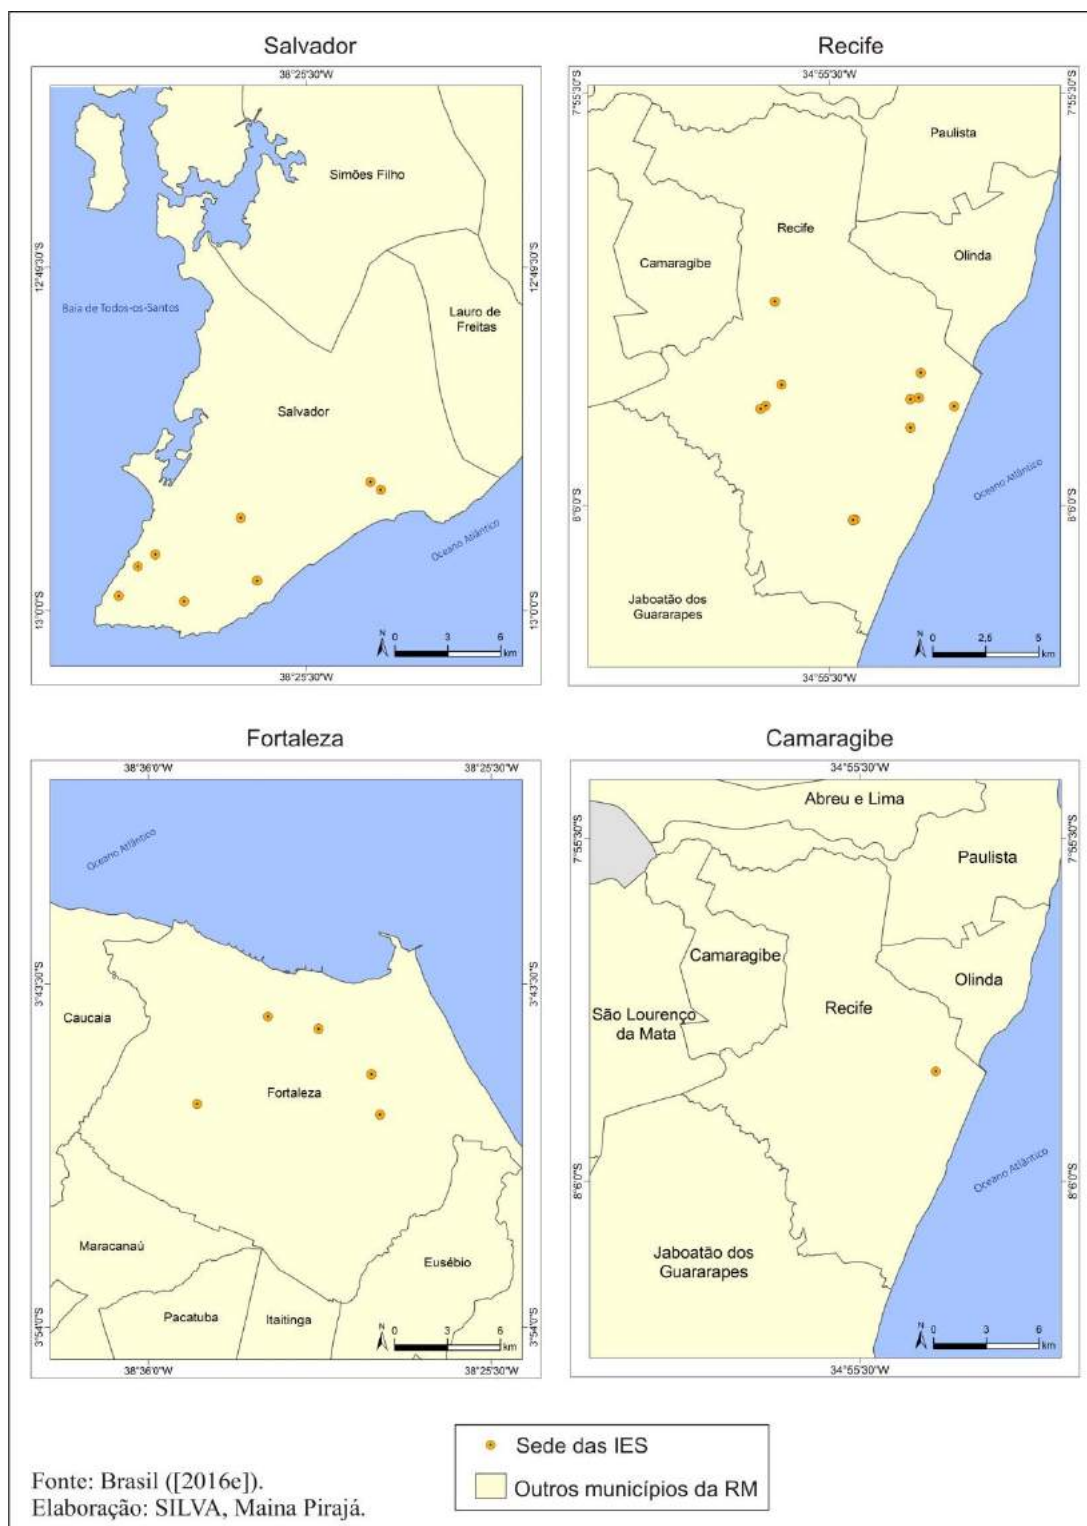 Salvador
38°25'30"W
Simões Filho
12°49'30"S
12°49'30"S
Baía de Todos-os-Santos
Lauro de
Freitas
Salvador
Oceano Atlântico
13°0'0"S
13°0'0"S
N
0 3 6
km
38°25'30"W
Recife
34°55'30"W
7°55'30"S
7°55'30"S
Paulista
Recife
Olinda
Camaragibe
Oceano Atlântico
8°6'0"S
8°6'0"S
Jaboatão dos
Guararapes
N
0 2,5 5
km
34°55'30"W
Fortaleza
38°36'0"W 38°25'30"W
Oceano Atlântico
3°43'30"S
3°43'30"S
Caucaia
Fortaleza
Maracanaú
Eusébio
Pacatuba
Itaitinga
3°54'0"S
3°54'0"S
N
0 3 6
km
38°36'0"W 38°25'30"W
Camaragibe
34°55'30"W
Abreu e Lima
7°55'30"S
7°55'30"S
Paulista
Camaragibe
Olinda
São Lourenço
da Mata
Recife
Oceano Atlântico
8°6'0"S
8°6'0"S
Jaboatão dos
Guararapes
N
0 3 6
km
34°55'30"W
Sede das IES
Outros municípios da RM
Fonte: Brasil ([2016e]).
Elaboração: SILVA, Maina Pirajá.